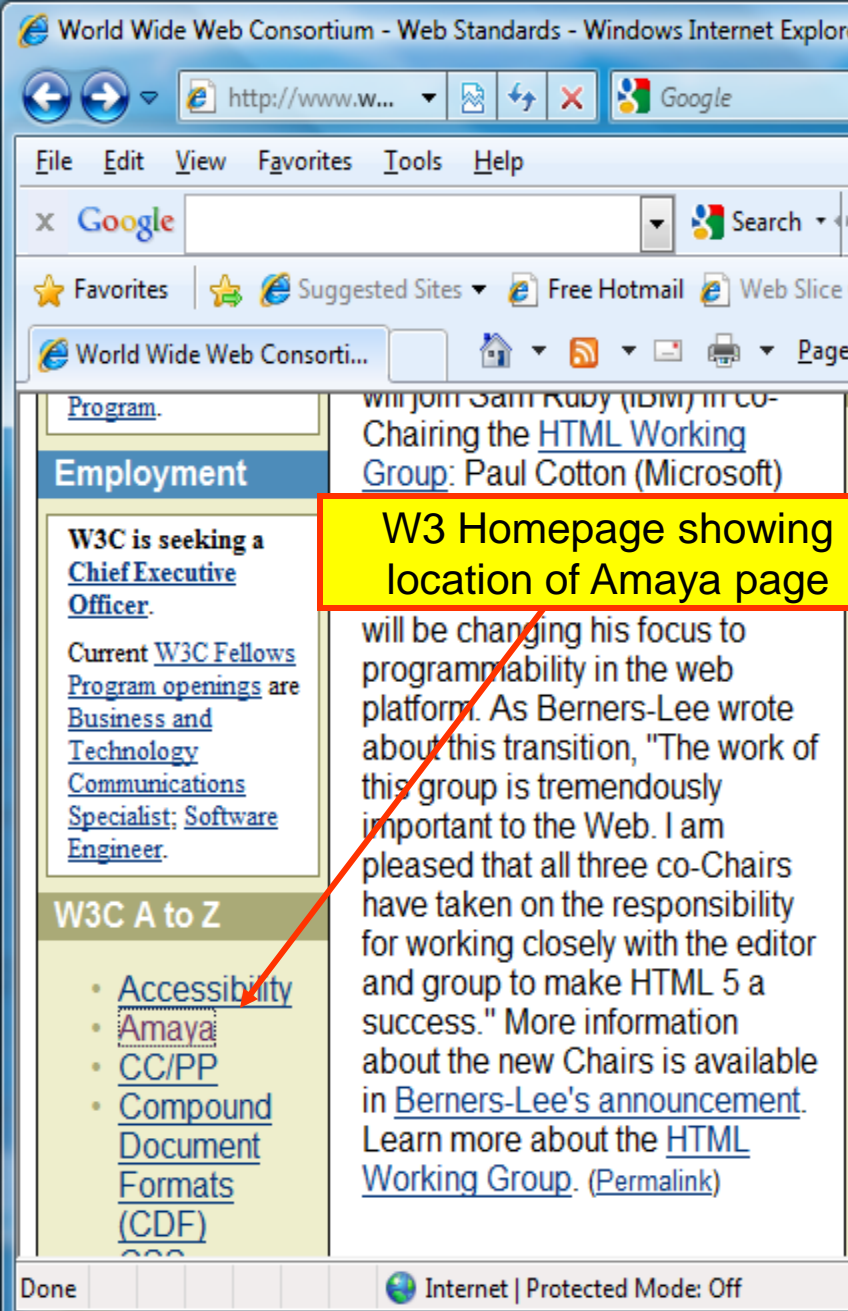 World Wide Web Consortium - Web Standards - Windows Internet
http://www.w... Google
File Edit View Favorites Tools Help
x Google Search
Favorites Suggested Sites Free Hotmail Web Slice
World Wide Web Consorti... Page
Program.
Employment
W3C is seeking a
Chief Executive
Officer.
Current W3C Fellows
Program openings are
Business and
Technology
Communications
Specialist; Software
Engineer.
W3C A to Z
• Accessibility
• Amaya
• CC/PP
• Compound
Document
Formats
(CDF)
will join Sam Ruby (IBM) in co-
Chairing the HTML Working
Group: Paul Cotton (Microsoft)
W3 Homepage showing
location of Amaya page
will be changing his focus to
programmability in the web
platform. As Berners-Lee wrote
about this transition, "The work of
this group is tremendously
important to the Web. I am
pleased that all three co-Chairs
have taken on the responsibility
for working closely with the editor
and group to make HTML 5 a
success." More information
about the new Chairs is available
in Berners-Lee's announcement.
Learn more about the HTML
Working Group. (Permalink)
Done Internet | Protected Mode: Off